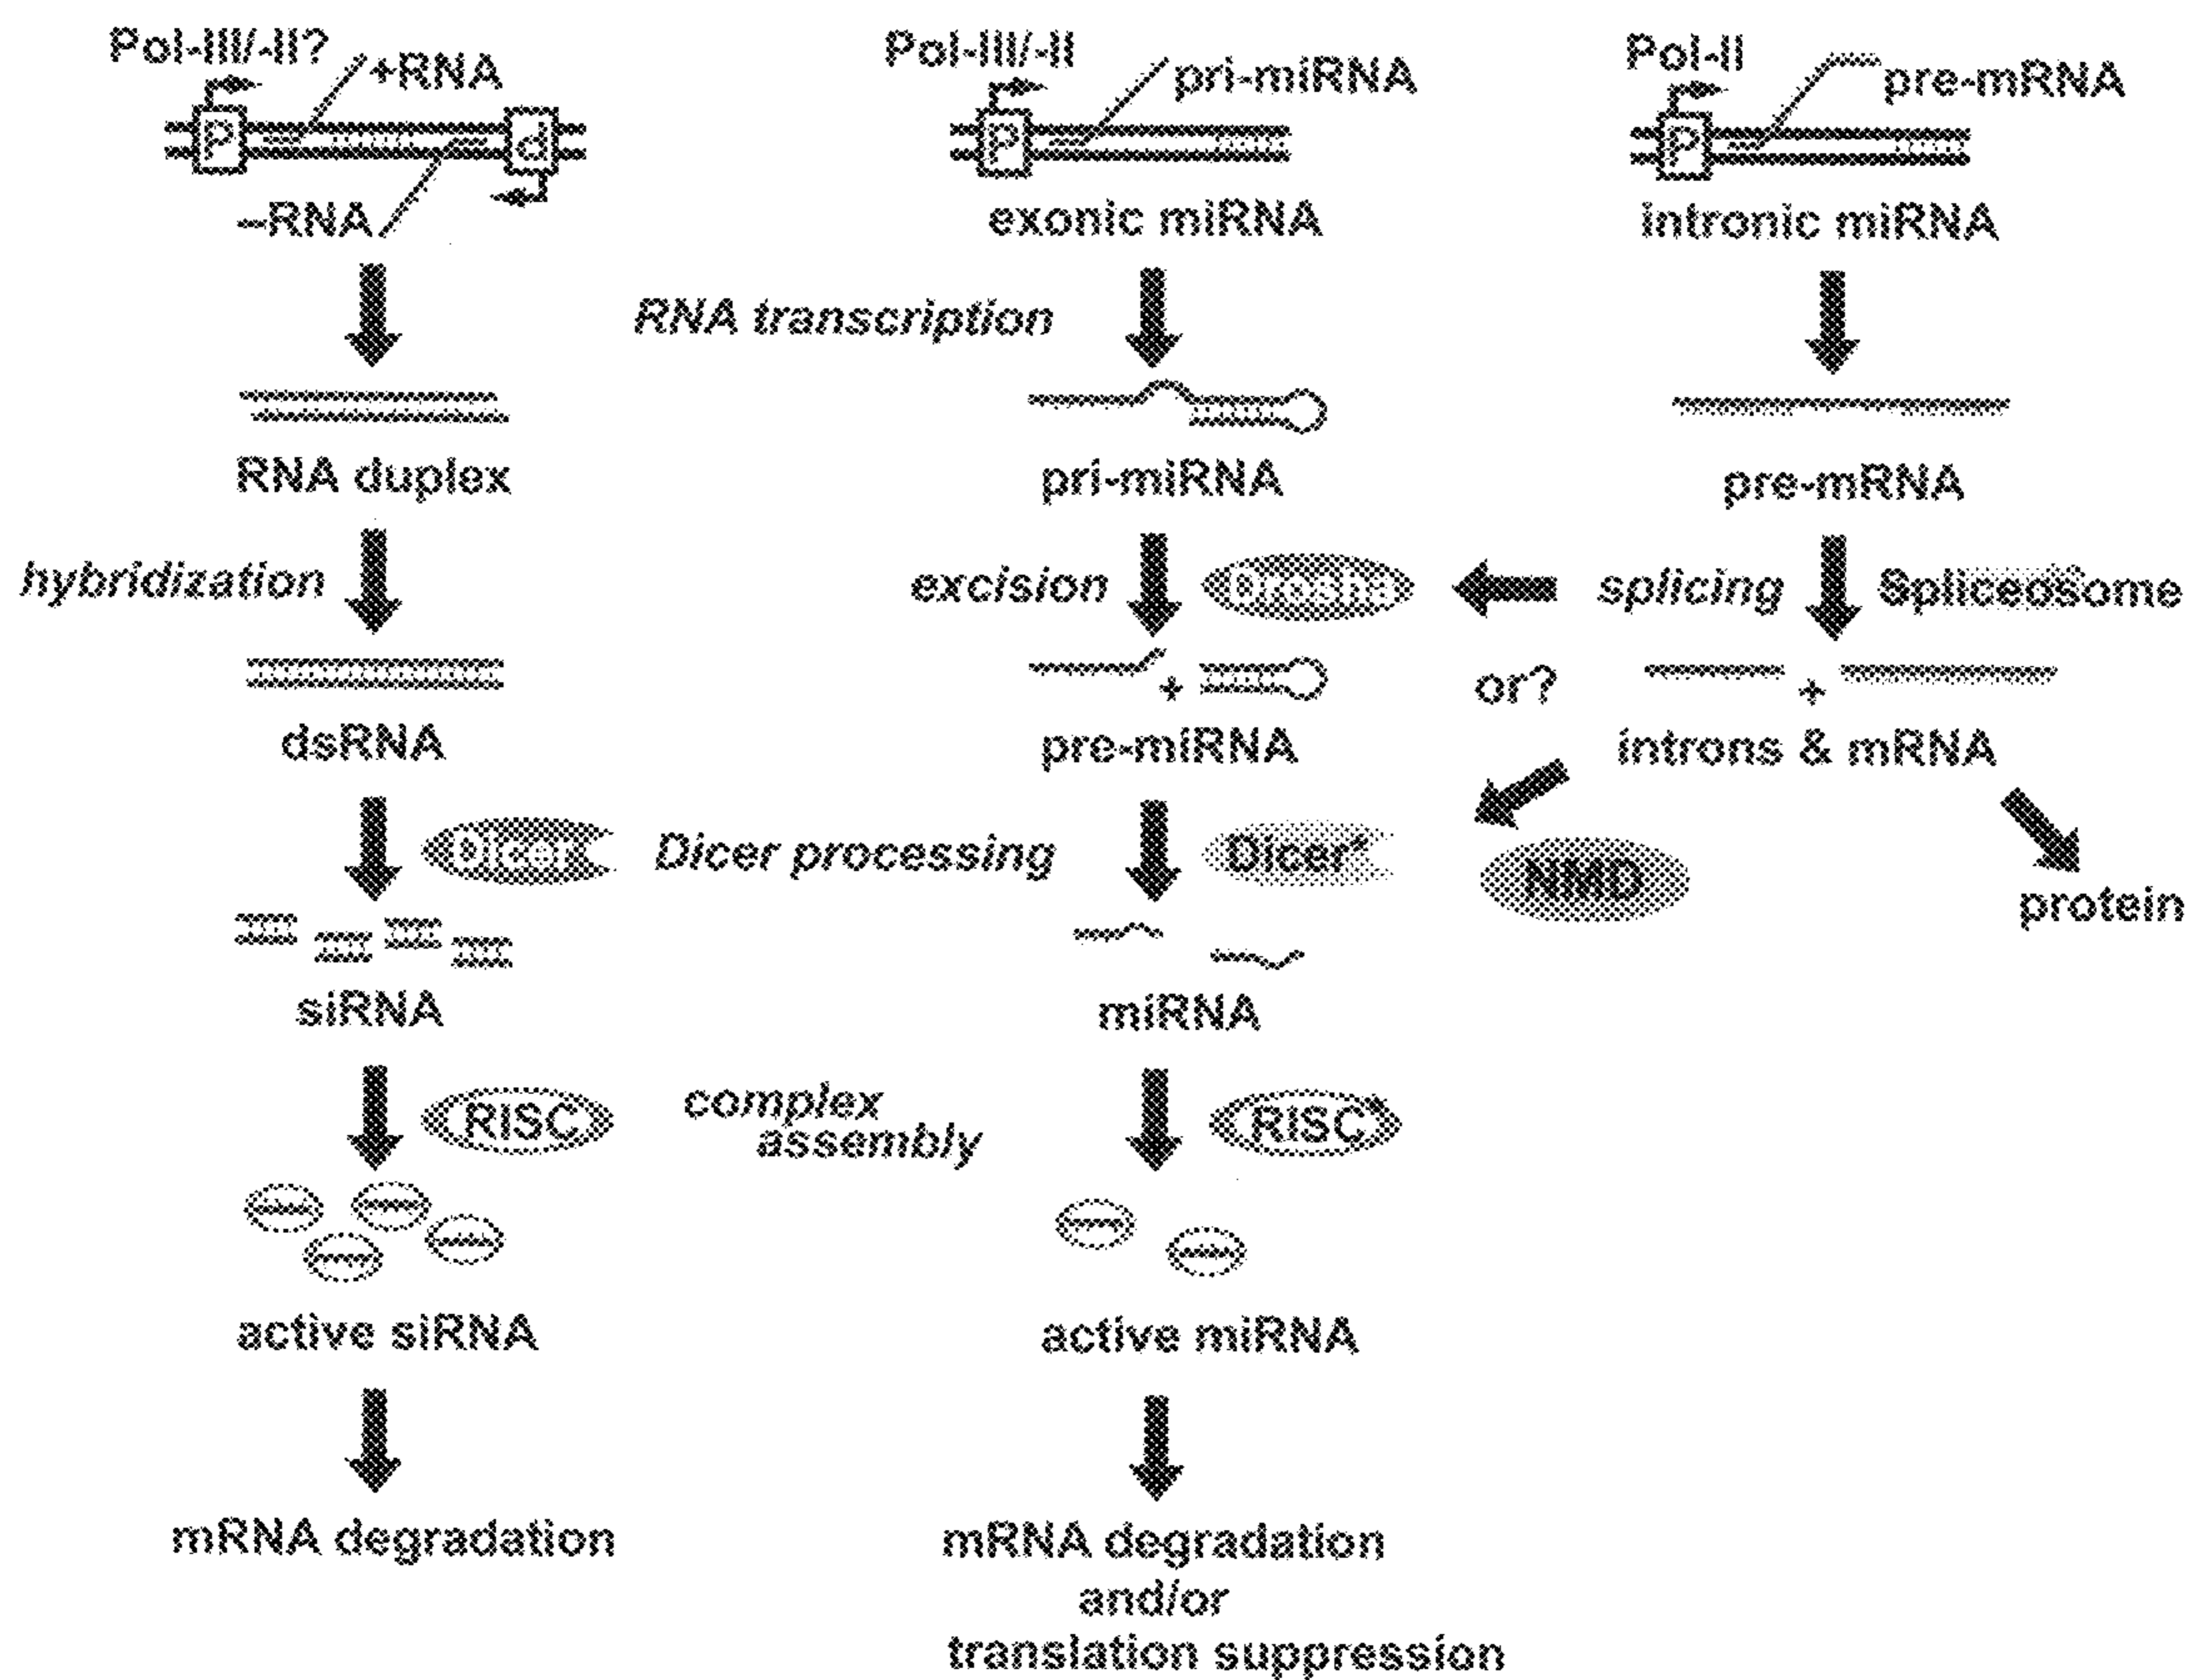 Pol-III/-II?
+RNA
P
d
–RNA
Pol-III/-II
pri-miRNA
P
exonic miRNA
Pol-II
pre-mRNA
P
intronic miRNA
RNA transcription
RNA duplex
pri-miRNA
pre-mRNA
hybridization
excision
Drosha
splicing
Spliceosome
+
or?
+
dsRNA
pre-miRNA
introns & mRNA
Dicer
Dicer processing
Dicer*
NMD
protein
siRNA
miRNA
RISC
complex
assembly
RISC*
active siRNA
active miRNA
mRNA degradation
mRNA degradation
and/or
translation suppression